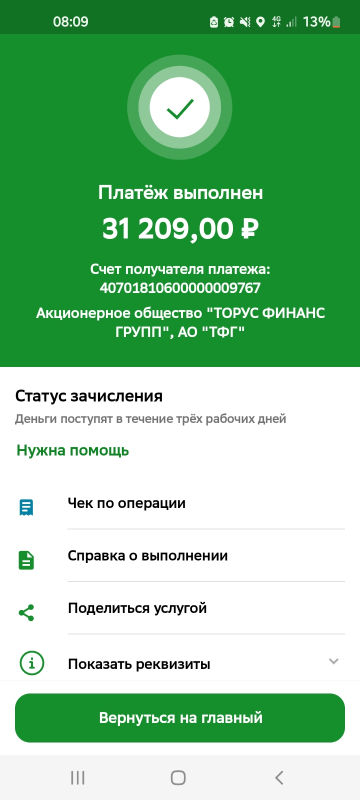 08:09
4G
13%
Платёж выполнен
31 209,00 ₽
Счет получателя платежа:
40701810600000009767
Акционерное общество "ТОРУС ФИНАНС
ГРУПП", АО "ТФГ"
Статус зачисления
Деньги поступят в течение трёх рабочих дней
Нужна помощь
Чек по операции
Справка о выполнении
Поделиться услугой
Показать реквизиты
Вернуться на главный